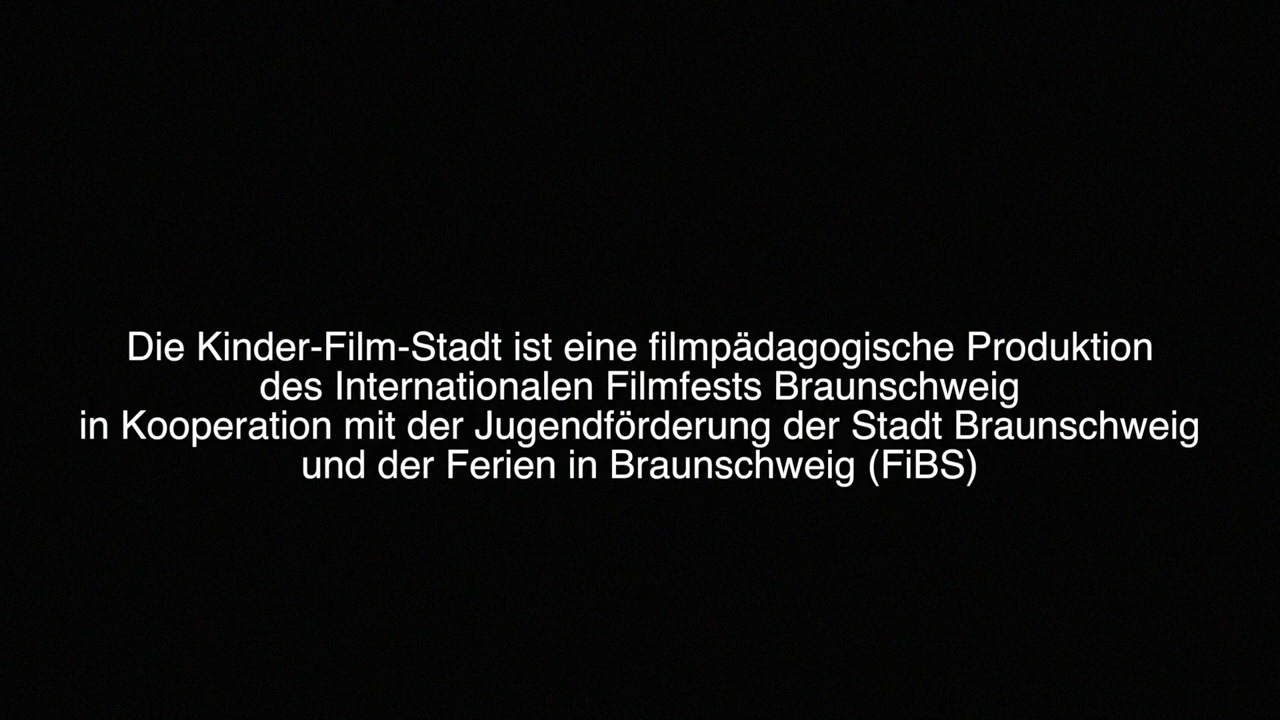 Die Kinder-Film-Stadt ist eine filmpädagogische Produktion
des Internationalen Filmfests Braunschweig
in Kooperation mit der Jugendförderung der Stadt Braunschweig
und der Ferien in Braunschweig (FiBS)